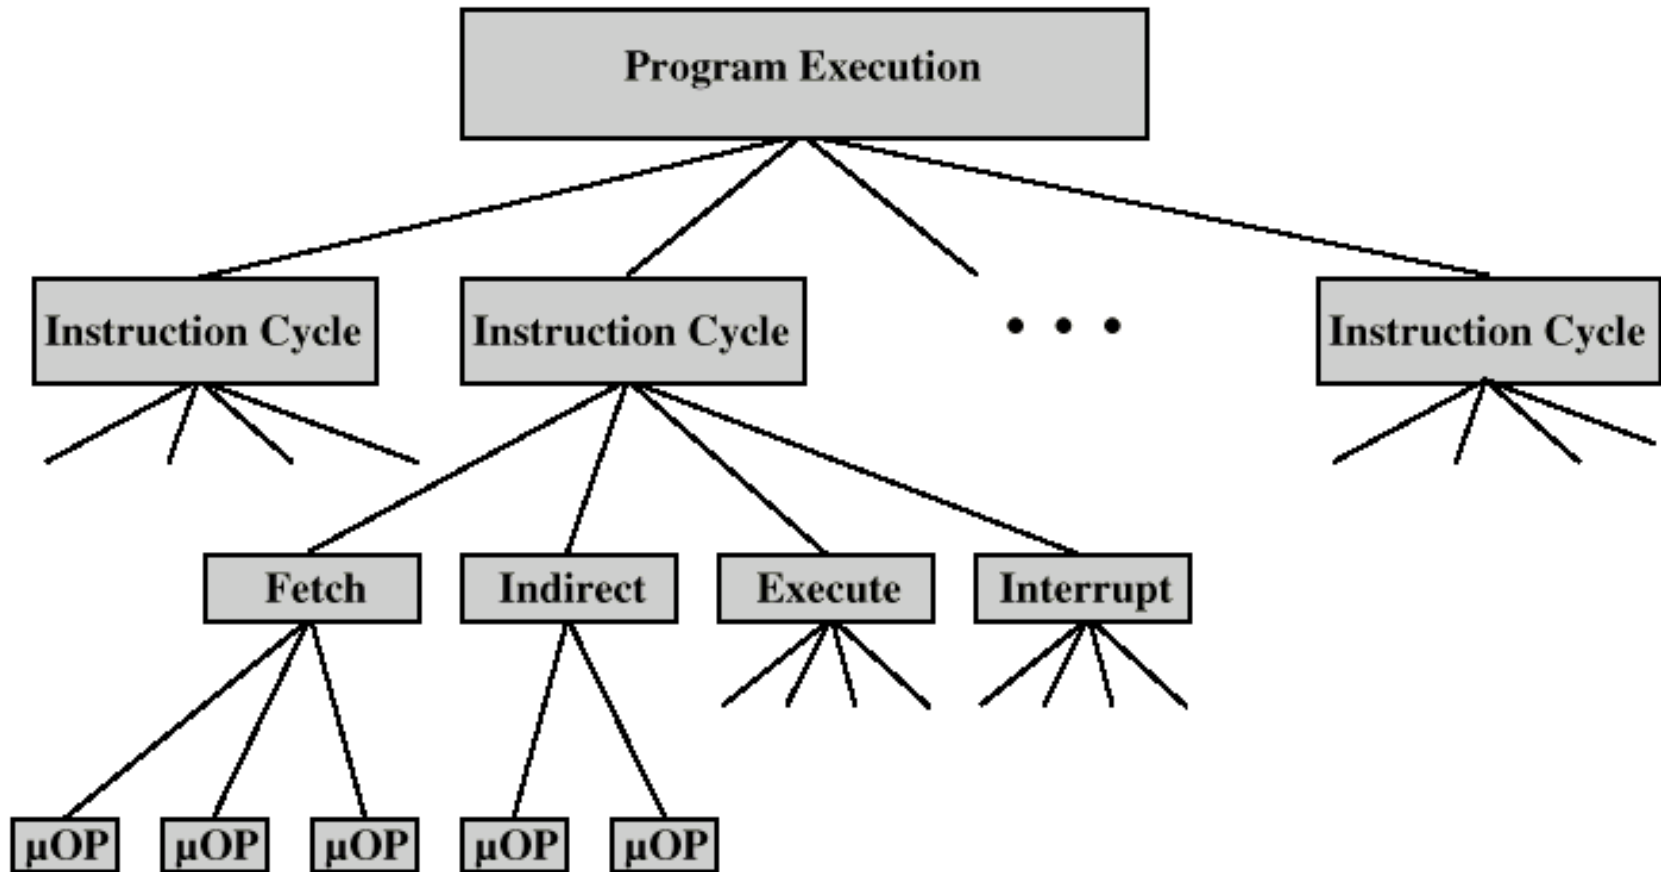 Program Execution
Instruction Cycle
Instruction Cycle
• • •
Instruction Cycle
Fetch
Indirect
Execute
Interrupt
µOP
µOP
µOP
µOP
µOP